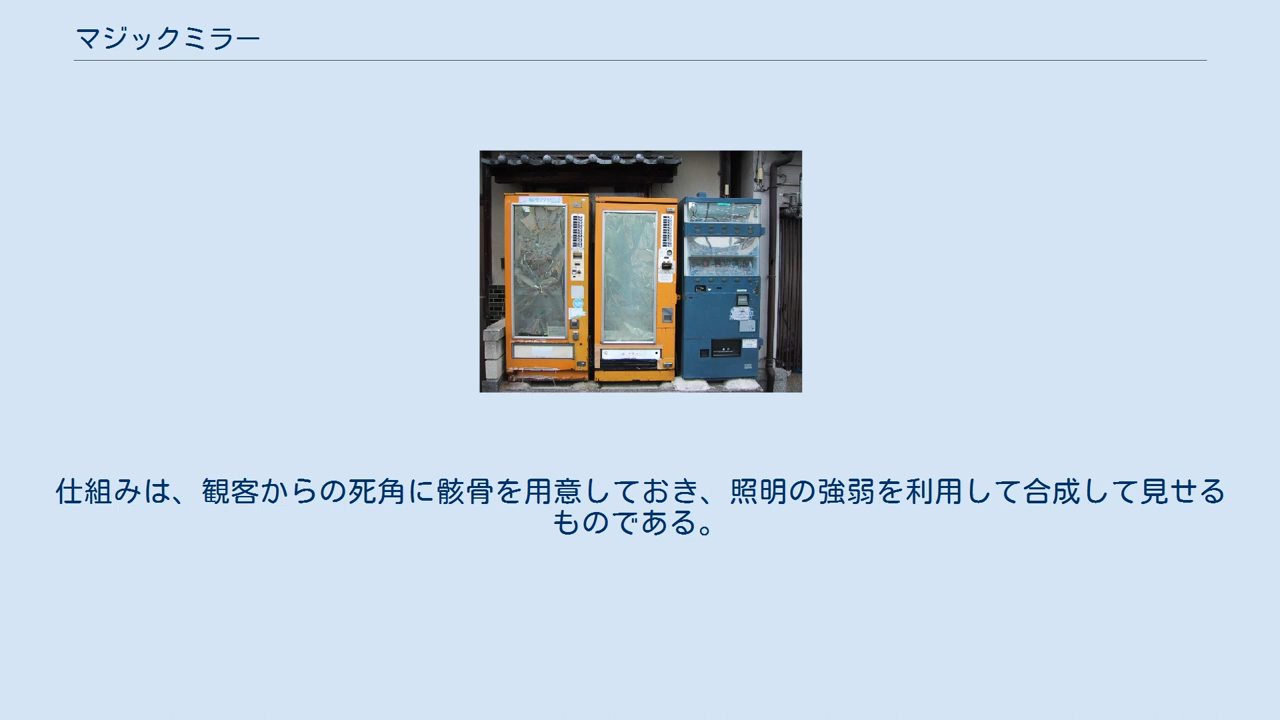 マジックミラー
仕組みは、観客からの死角に骸骨を用意しておき、照明の強弱を利用して合成して見せる
ものである。